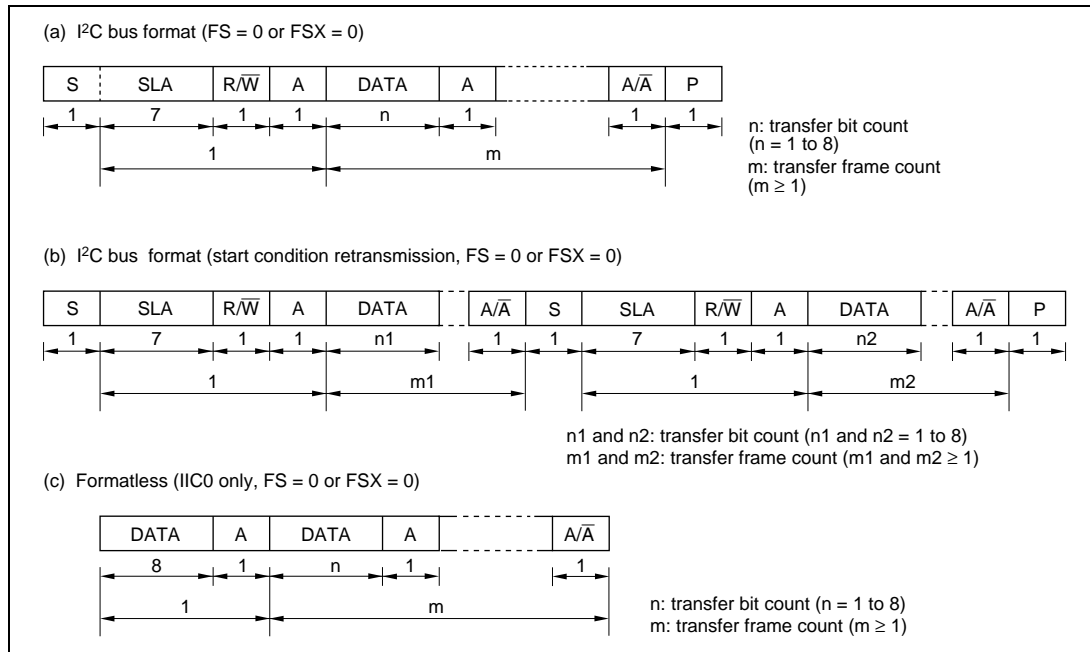 (a) I²C bus format (FS = 0 or FSX = 0)
S SLA R/W̅ A DATA A A/A̅ P
1 7 1 1 n 1 1 1
1 m
n: transfer bit count
(n = 1 to 8)
m: transfer frame count
(m ≥ 1)
(b) I²C bus format (start condition retransmission, FS = 0 or FSX = 0)
S SLA R/W̅ A DATA A/A̅ S SLA R/W̅ A DATA A/A̅ P
1 7 1 1 n1 1 1 7 1 1 n2 1 1
1 m1 1 m2
n1 and n2: transfer bit count (n1 and n2 = 1 to 8)
m1 and m2: transfer frame count (m1 and m2 ≥ 1)
(c) Formatless (IIC0 only, FS = 0 or FSX = 0)
DATA A DATA A A/A̅
8 1 n 1 1
1 m
n: transfer bit count (n = 1 to 8)
m: transfer frame count (m ≥ 1)